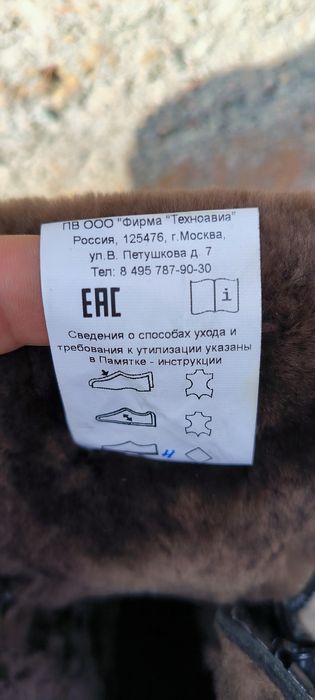 ПВ ООО "Фирма "Техноавиа"
Россия, 125476, г.Москва,
ул.В. Петушкова д. 7
Тел: 8 495 787-90-30
EAC
i
Сведения о способах ухода и
требования к утилизации указаны
в Памятке - инструкции